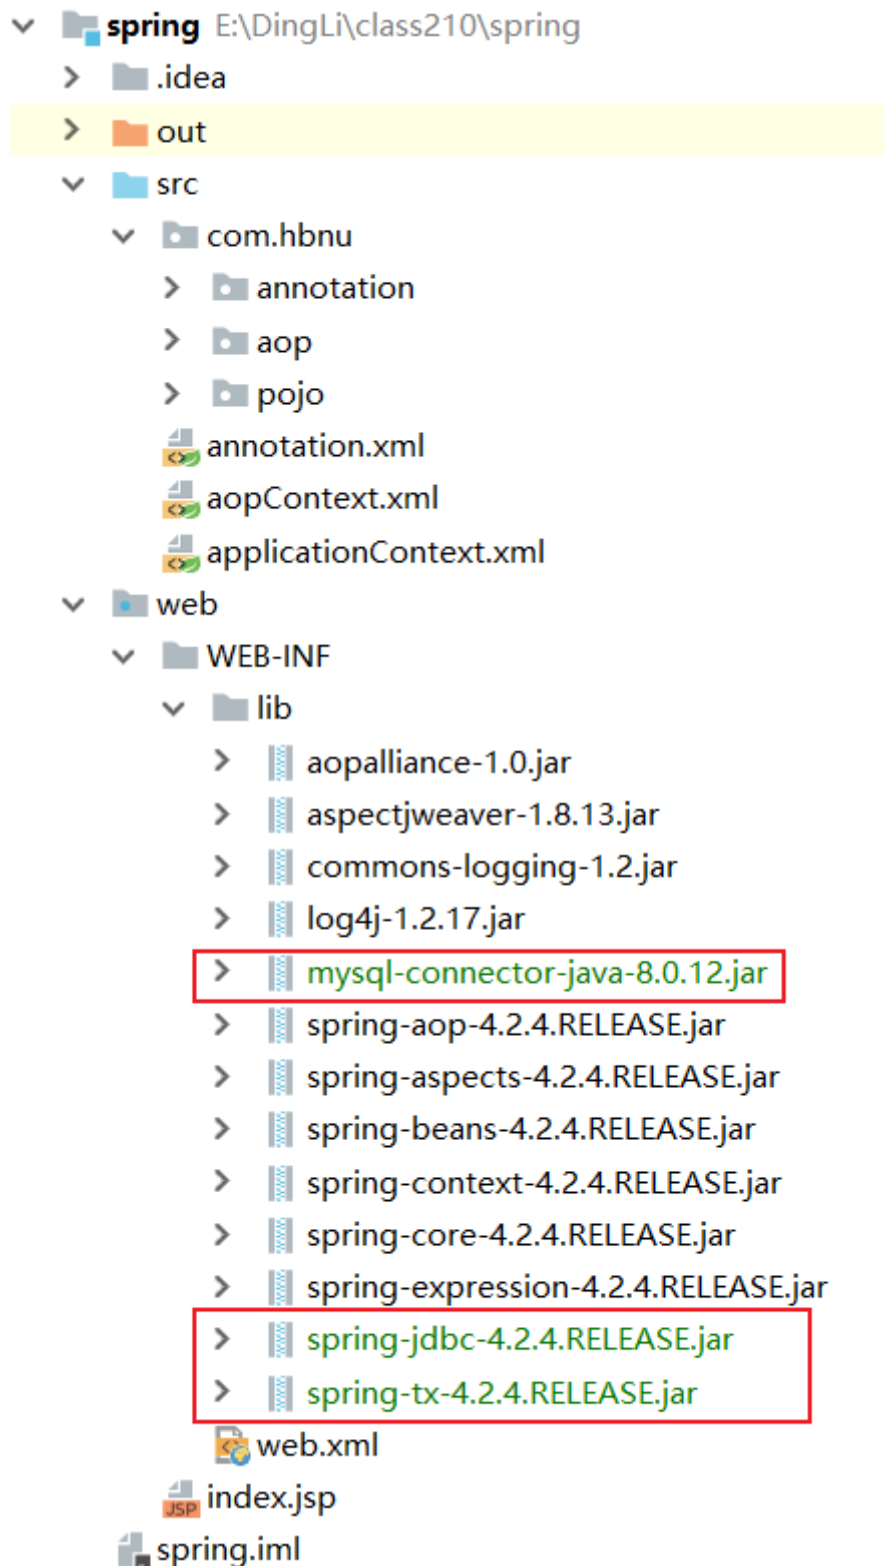 spring E:\DingLi\class210\spring
.idea
out
src
com.hbnu
annotation
aop
pojo
annotation.xml
aopContext.xml
applicationContext.xml
web
WEB-INF
lib
aopalliance-1.0.jar
aspectjweaver-1.8.13.jar
commons-logging-1.2.jar
log4j-1.2.17.jar
mysql-connector-java-8.0.12.jar
spring-aop-4.2.4.RELEASE.jar
spring-aspects-4.2.4.RELEASE.jar
spring-beans-4.2.4.RELEASE.jar
spring-context-4.2.4.RELEASE.jar
spring-core-4.2.4.RELEASE.jar
spring-expression-4.2.4.RELEASE.jar
spring-jdbc-4.2.4.RELEASE.jar
spring-tx-4.2.4.RELEASE.jar
web.xml
JSP index.jsp
spring.iml